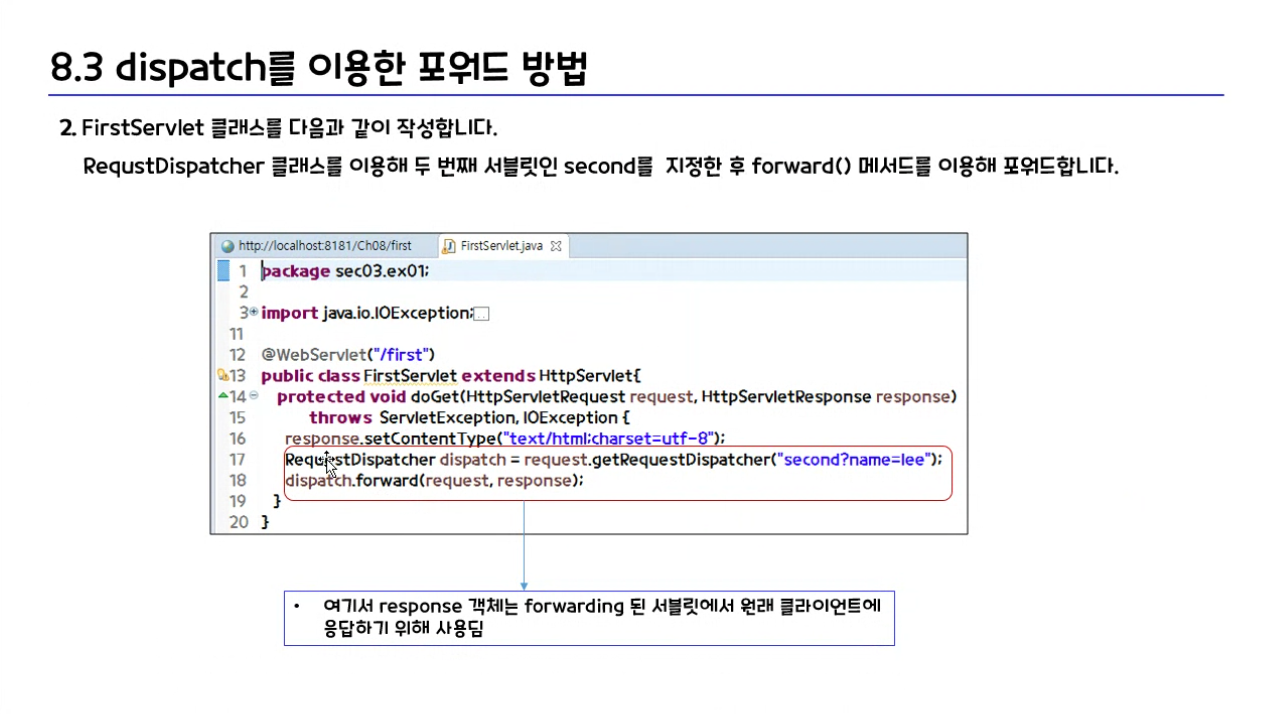 8.3 dispatch를 이용한 포워드 방법
2. FirstServlet 클래스를 다음과 같이 작성합니다.
RequstDispatcher 클래스를 이용해 두 번째 서블릿인 second를 지정한 후 forward() 메서드를 이용해 포워드합니다.
http://localhost:8181/Ch08/first FirstServlet.java
1 package sec03.ex01;
2
3 import java.io.IOException;
11
12 @WebServlet("/first")
13 public class FirstServlet extends HttpServlet{
14 protected void doGet(HttpServletRequest request, HttpServletResponse response)
15 throws ServletException, IOException {
16 response.setContentType("text/html;charset=utf-8");
17 RequestDispatcher dispatch = request.getRequestDispatcher("second?name=lee");
18 dispatch.forward(request, response);
19 }
20 }
• 여기서 response 객체는 forwarding 된 서블릿에서 원래 클라이언트에
응답하기 위해 사용딤